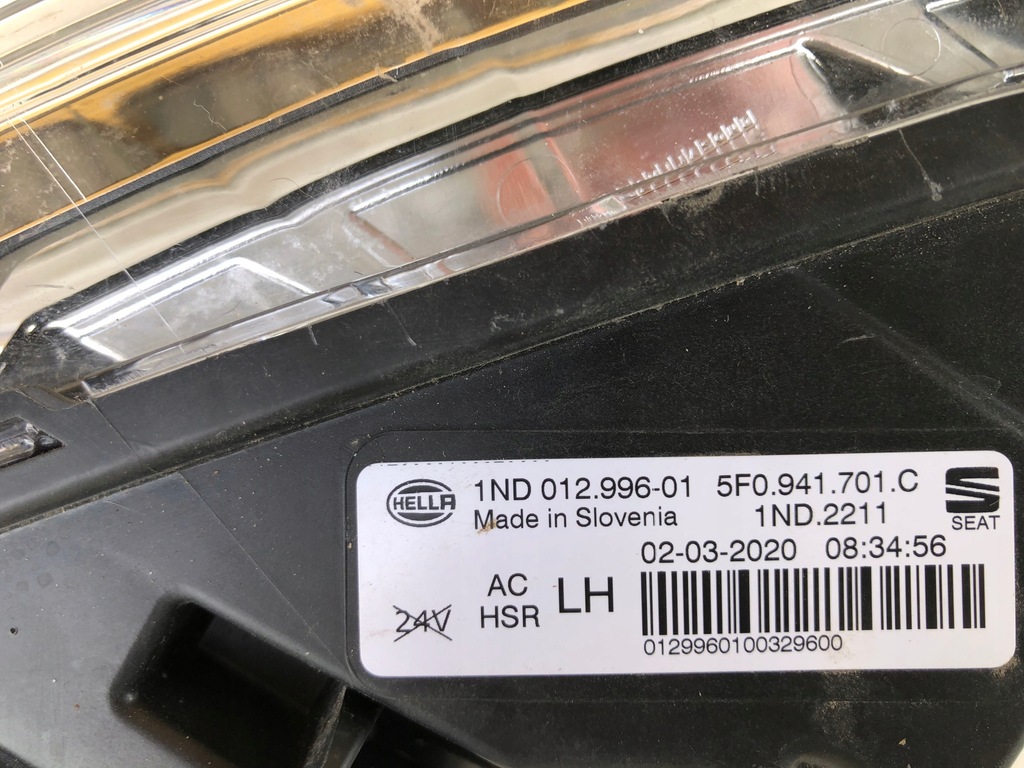 HELLA
1ND 012.996-01 5F0.941.701.C
Made in Slovenia 1ND.2211
SEAT
02-03-2020 08:34:56
AC
HSR
LH
24V
0129960100329600